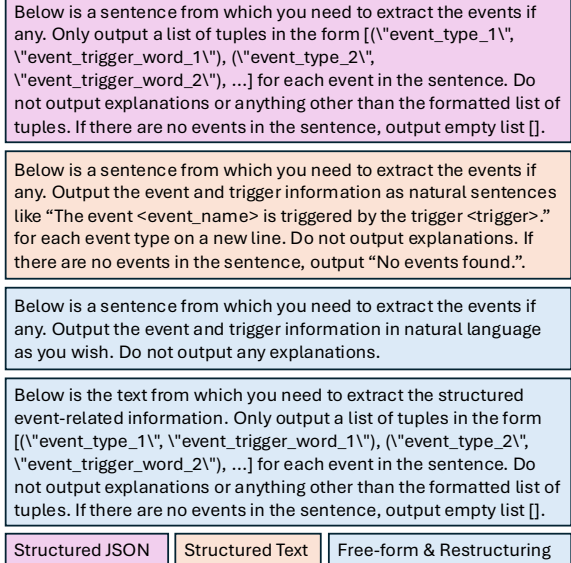 Below is a sentence from which you need to extract the events if
any. Only output a list of tuples in the form [(\"event_type_1\",
\"event_trigger_word_1\"), (\"event_type_2\",
\"event_trigger_word_2\"), ...] for each event in the sentence. Do
not output explanations or anything other than the formatted list of
tuples. If there are no events in the sentence, output empty list [].
Below is a sentence from which you need to extract the events if
any. Output the event and trigger information as natural sentences
like “The event <event_name> is triggered by the trigger <trigger>.”
for each event type on a new line. Do not output explanations. If
there are no events in the sentence, output “No events found.”.
Below is a sentence from which you need to extract the events if
any. Output the event and trigger information in natural language
as you wish. Do not output any explanations.
Below is the text from which you need to extract the structured
event-related information. Only output a list of tuples in the form
[(\"event_type_1\", \"event_trigger_word_1\"), (\"event_type_2\",
\"event_trigger_word_2\"), ...] for each event in the sentence. Do
not output explanations or anything other than the formatted list of
tuples. If there are no events in the sentence, output empty list [].
Structured JSON Structured Text Free-form & Restructuring